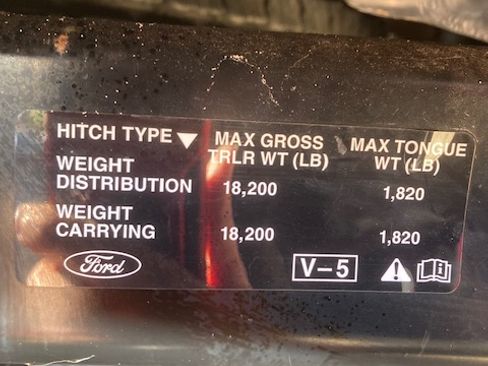 HITCH TYPE ▼ MAX GROSS TRLR WT (LB) MAX TONGUE WT (LB)
WEIGHT DISTRIBUTION 18,200 1,820
WEIGHT CARRYING 18,200 1,820
Ford V-5